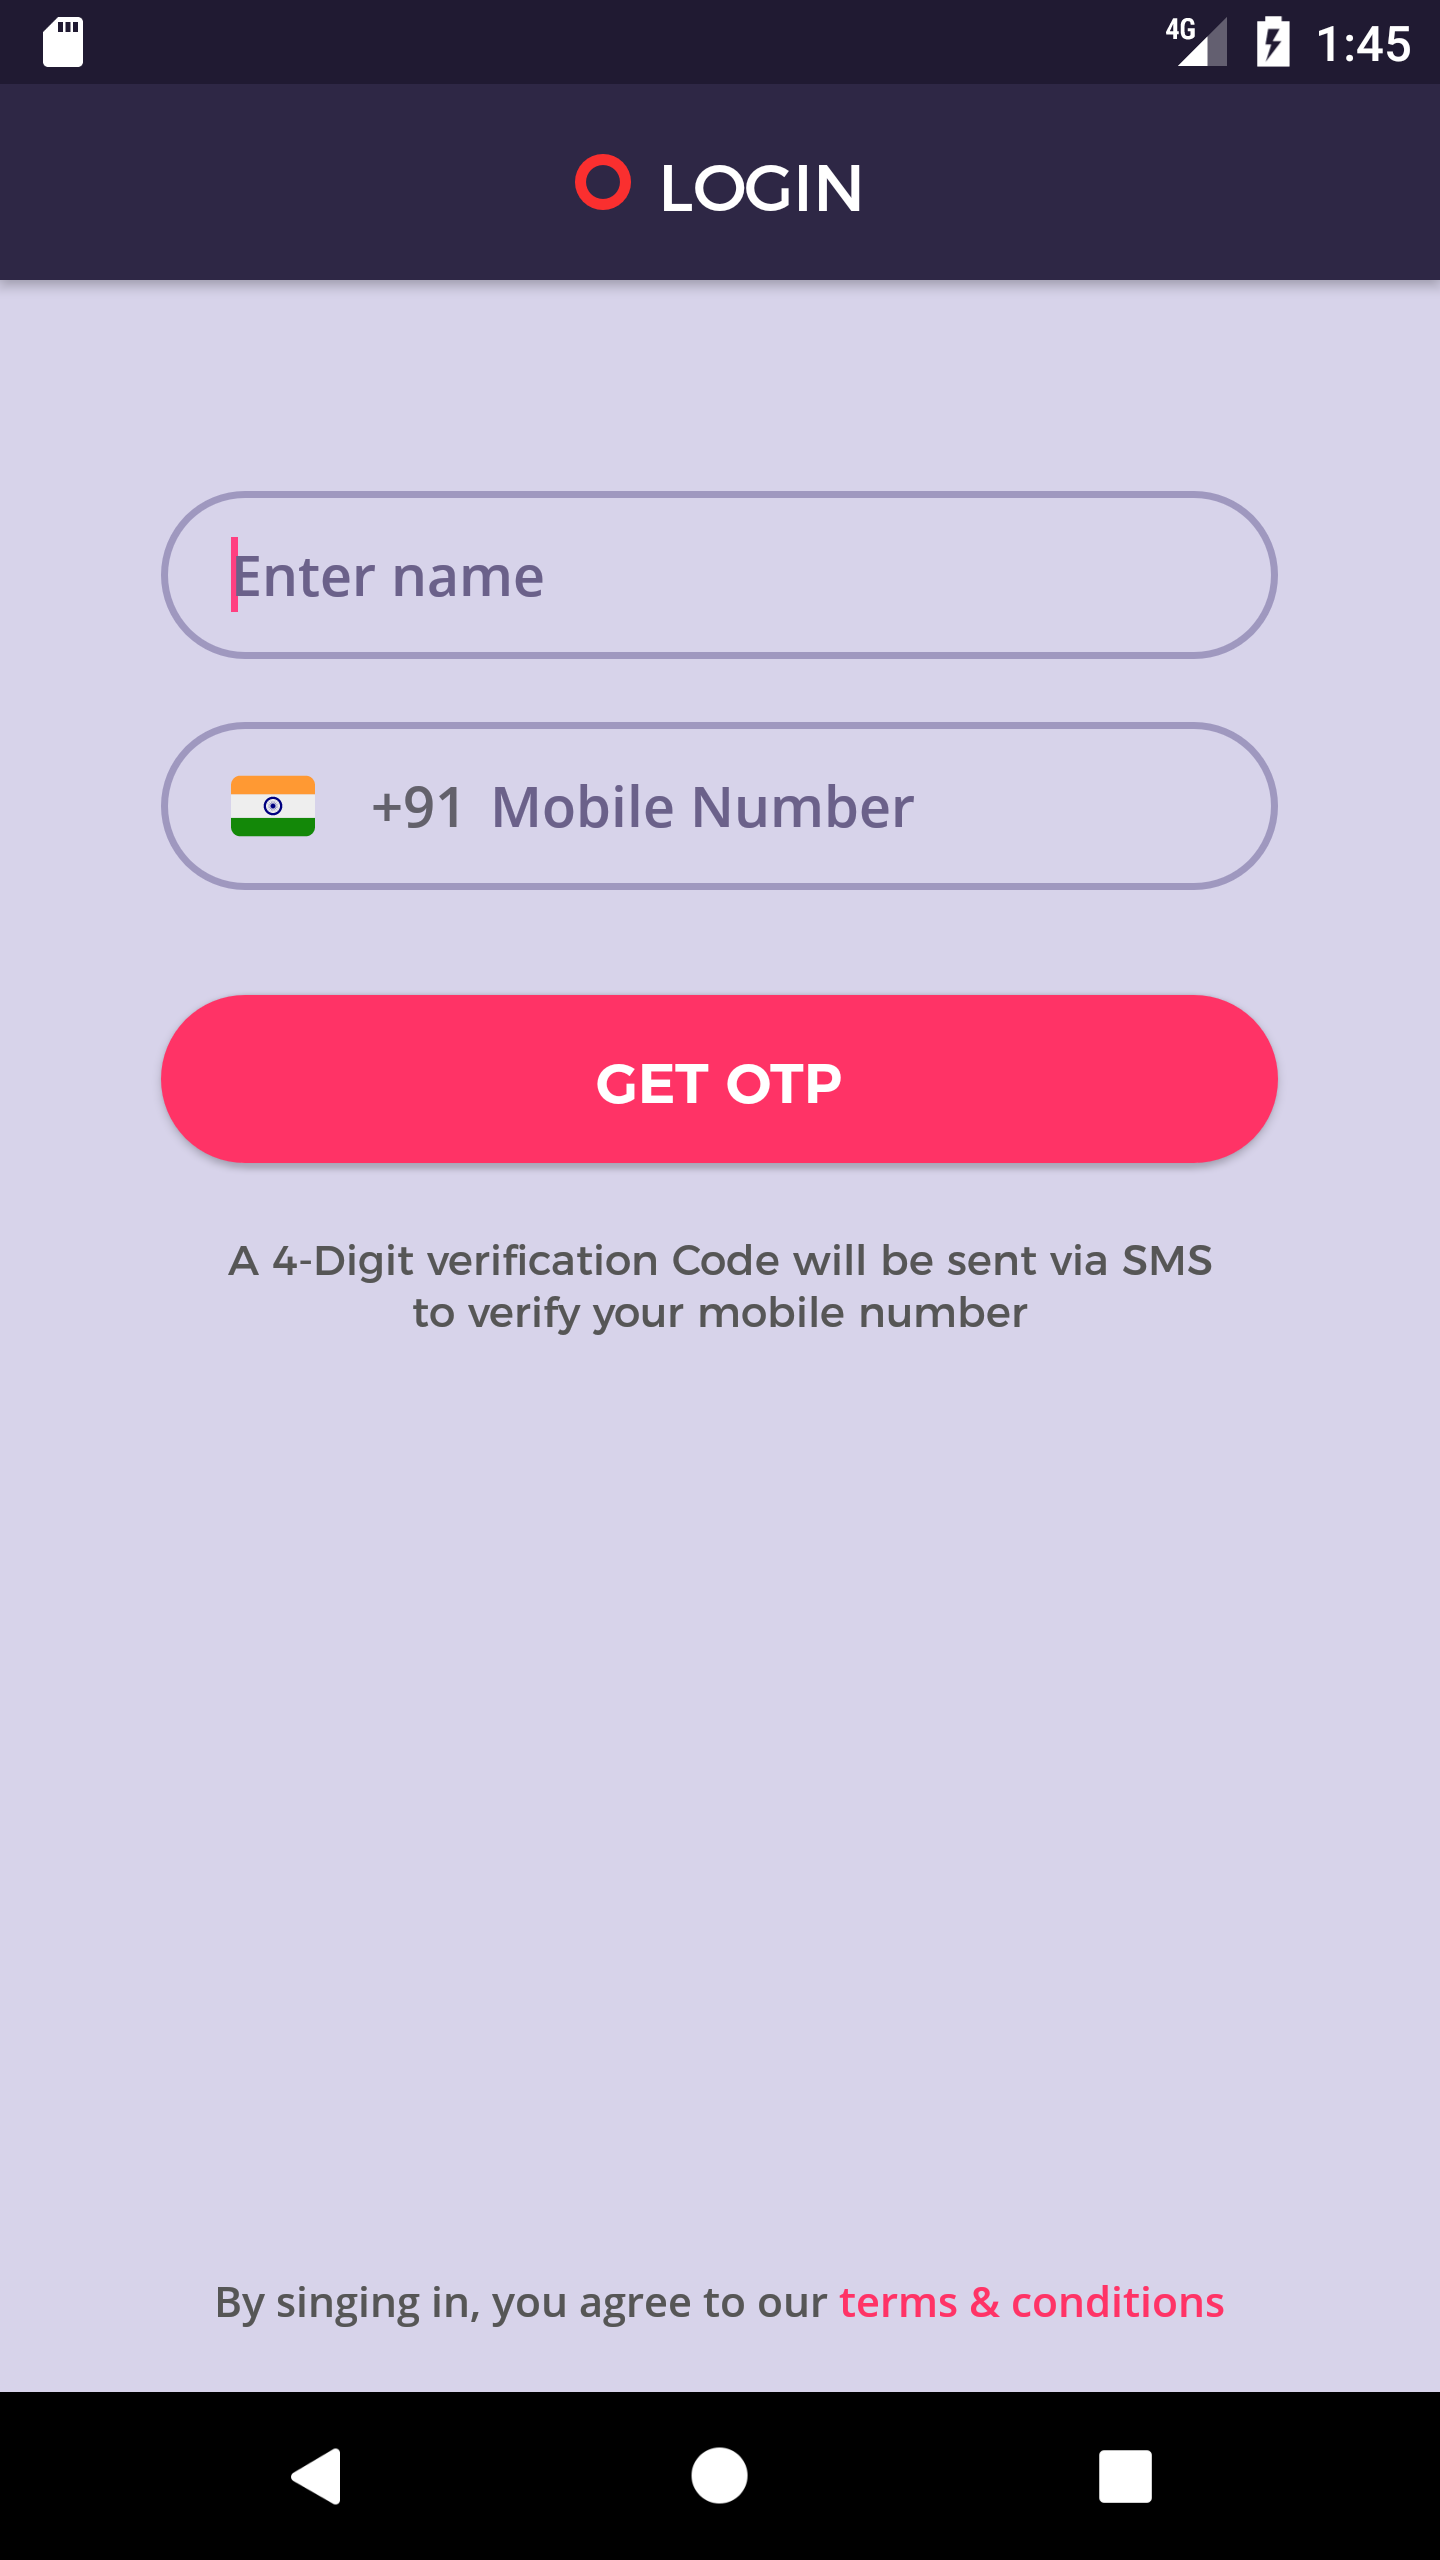 4G 1:45
LOGIN
Enter name
+91 Mobile Number
GET OTP
A 4-Digit verification Code will be sent via SMS
to verify your mobile number
By singing in, you agree to our terms & conditions